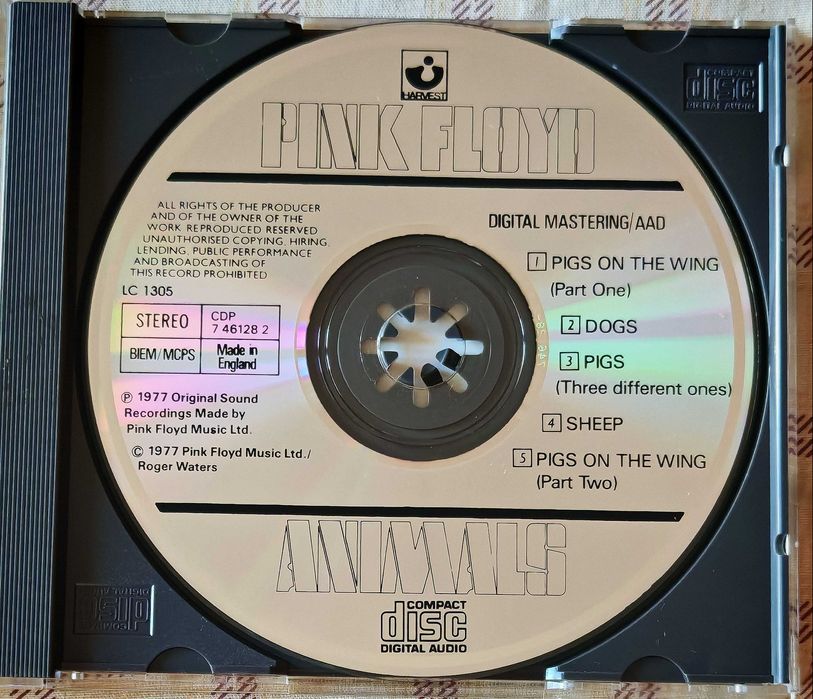 HARVEST
PINK FLOYD
ALL RIGHTS OF THE PRODUCER
AND OF THE OWNER OF THE
WORK REPRODUCED RESERVED
UNAUTHORISED COPYING, HIRING,
LENDING, PUBLIC PERFORMANCE
AND BROADCASTING OF
THIS RECORD PROHIBITED
LC 1305
STEREO
CDP
7 46128 2
BIEM/MCPS
Made in
England
℗ 1977 Original Sound
Recordings Made by
Pink Floyd Music Ltd.
© 1977 Pink Floyd Music Ltd./
Roger Waters
DIGITAL MASTERING/AAD
1 PIGS ON THE WING
(Part One)
2 DOGS
3 PIGS
(Three different ones)
4 SHEEP
5 PIGS ON THE WING
(Part Two)
ANIMALS
COMPACT
disc
DIGITAL AUDIO
COMPACT
disc
DIGITAL AUDIO
COMPACT
disc
DIGITAL AUDIO